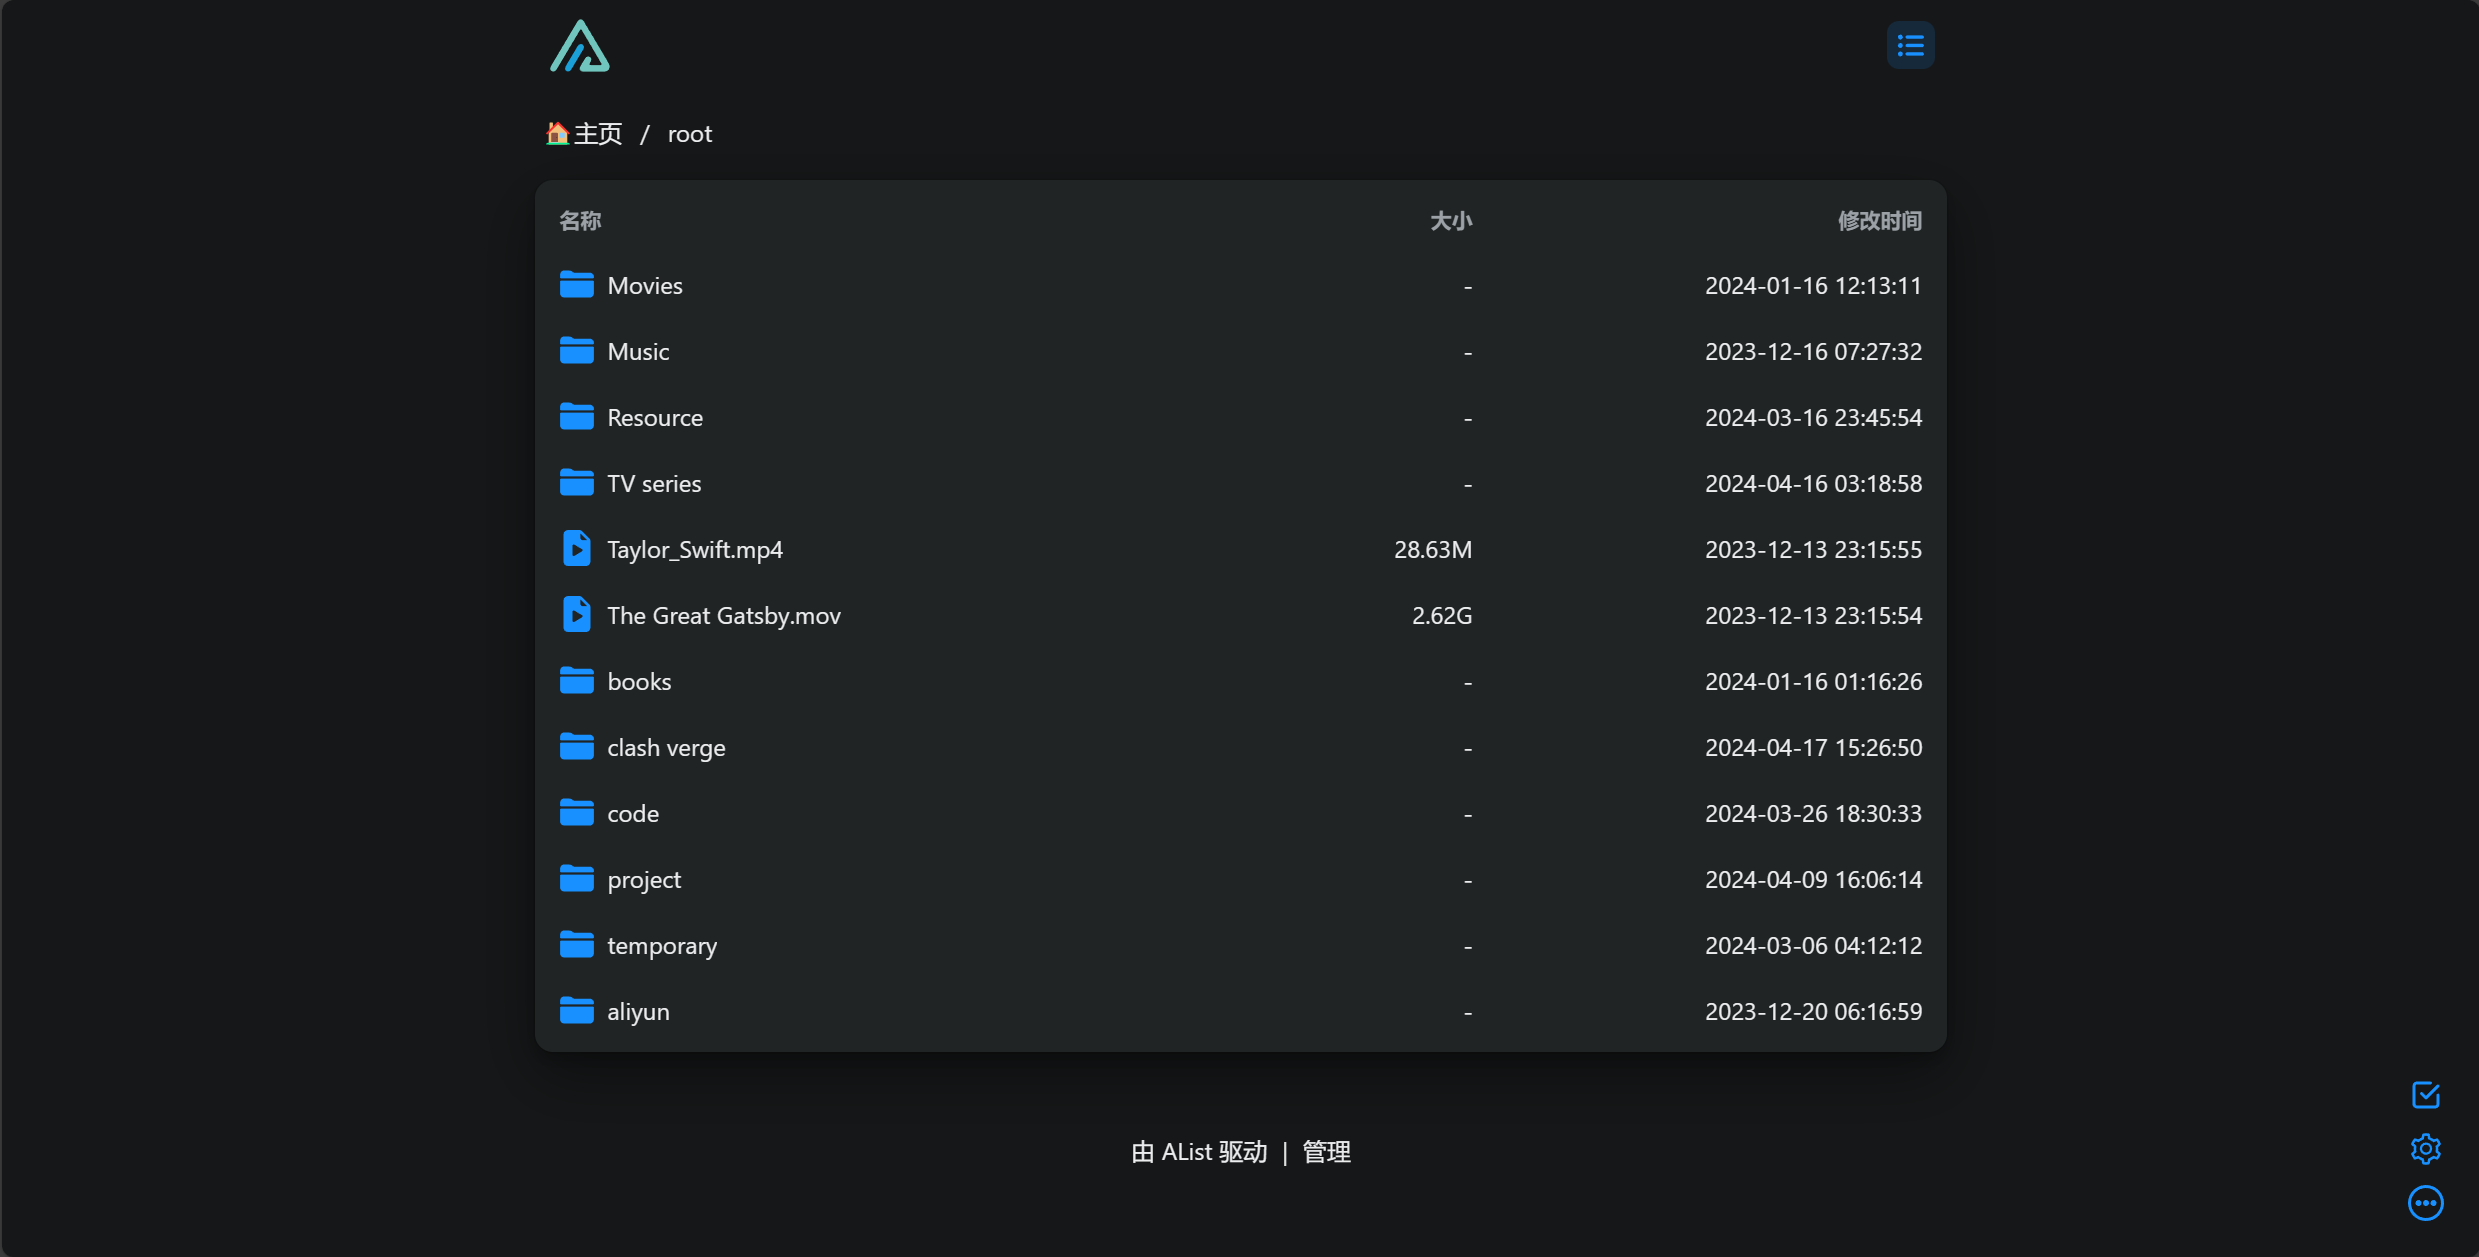 主页 / root
名称 大小 修改时间
Movies - 2024-01-16 12:13:11
Music - 2023-12-16 07:27:32
Resource - 2024-03-16 23:45:54
TV series - 2024-04-16 03:18:58
Taylor_Swift.mp4 28.63M 2023-12-13 23:15:55
The Great Gatsby.mov 2.62G 2023-12-13 23:15:54
books - 2024-01-16 01:16:26
clash verge - 2024-04-17 15:26:50
code - 2024-03-26 18:30:33
project - 2024-04-09 16:06:14
temporary - 2024-03-06 04:12:12
aliyun - 2023-12-20 06:16:59
由 AList 驱动 | 管理